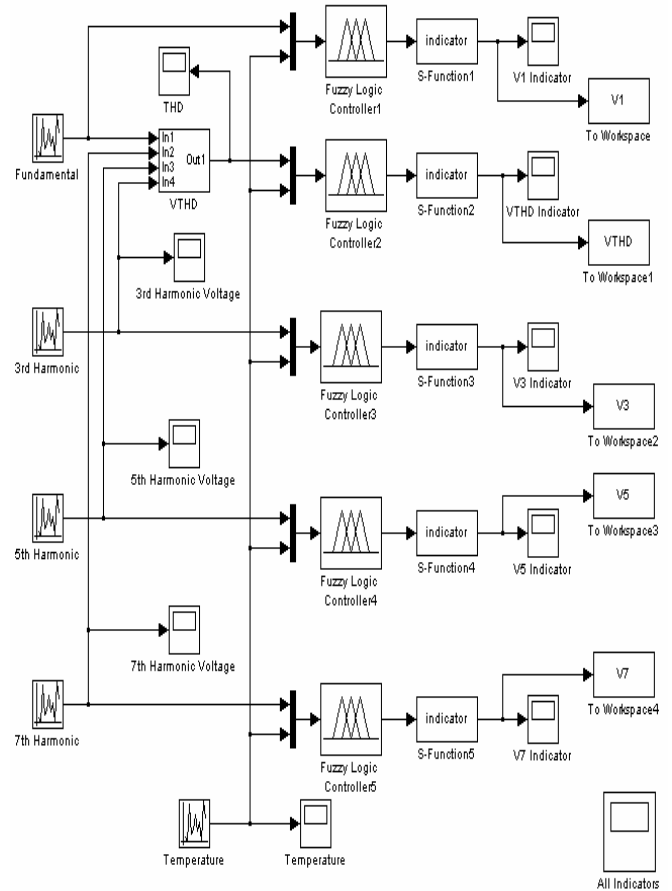 indicator
S-Function1
V1 Indicator
Fuzzy Logic
Controller1
V1
To Workspace
THD
Fundamental
In1
In2
In3
In4
Out1
VTHD
indicator
S-Function2
VTHD Indicator
Fuzzy Logic
Controller2
VTHD
To Workspace1
3rd Harmonic Voltage
3rd Harmonic
indicator
S-Function3
V3 Indicator
Fuzzy Logic
Controller3
V3
To Workspace2
5th Harmonic Voltage
V5
To Workspace3
5th Harmonic
indicator
S-Function4
V5 Indicator
Fuzzy Logic
Controller4
7th Harmonic Voltage
V7
To Workspace4
7th Harmonic
indicator
S-Function5
V7 Indicator
Fuzzy Logic
Controller5
Temperature
Temperature
All Indicators